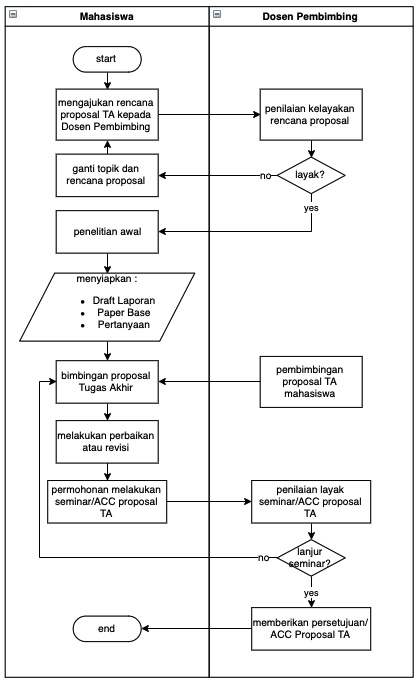 Mahasiswa
Dosen Pembimbing
start
mengajukan rencana
proposal TA kepada
Dosen Pembimbing
penilaian kelayakan
rencana proposal
ganti topik dan
rencana proposal
no
layak?
yes
penelitian awal
menyiapkan :
• Draft Laporan
• Paper Base
• Pertanyaan
bimbingan proposal
Tugas Akhir
pembimbingan
proposal TA
mahasiswa
melakukan perbaikan
atau revisi
permohonan melakukan
seminar/ACC proposal
TA
penilaian layak
seminar/ACC proposal
TA
no
lanjur
seminar?
yes
end
memberikan persetujuan/
ACC Proposal TA